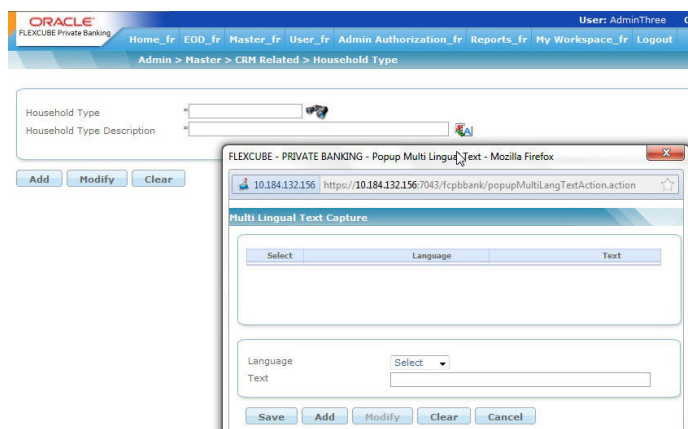 ORACLE
FLEXCUBE Private Banking
User: AdminThree
Home_fr EOD_fr Master_fr User_fr Admin Authorization_fr Reports_fr My Workspace_fr Logout
Admin > Master > CRM Related > Household Type
Household Type *
Household Type Description *
Add Modify Clear
FLEXCUBE - PRIVATE BANKING - Popup Multi Lingual Text - Mozilla Firefox
10.184.132.156 https://10.184.132.156:7043/fcpbbank/popupMultiLangTextAction.action
Multi Lingual Text Capture
Select Language Text
Language Select
Text
Save Add Modify Clear Cancel